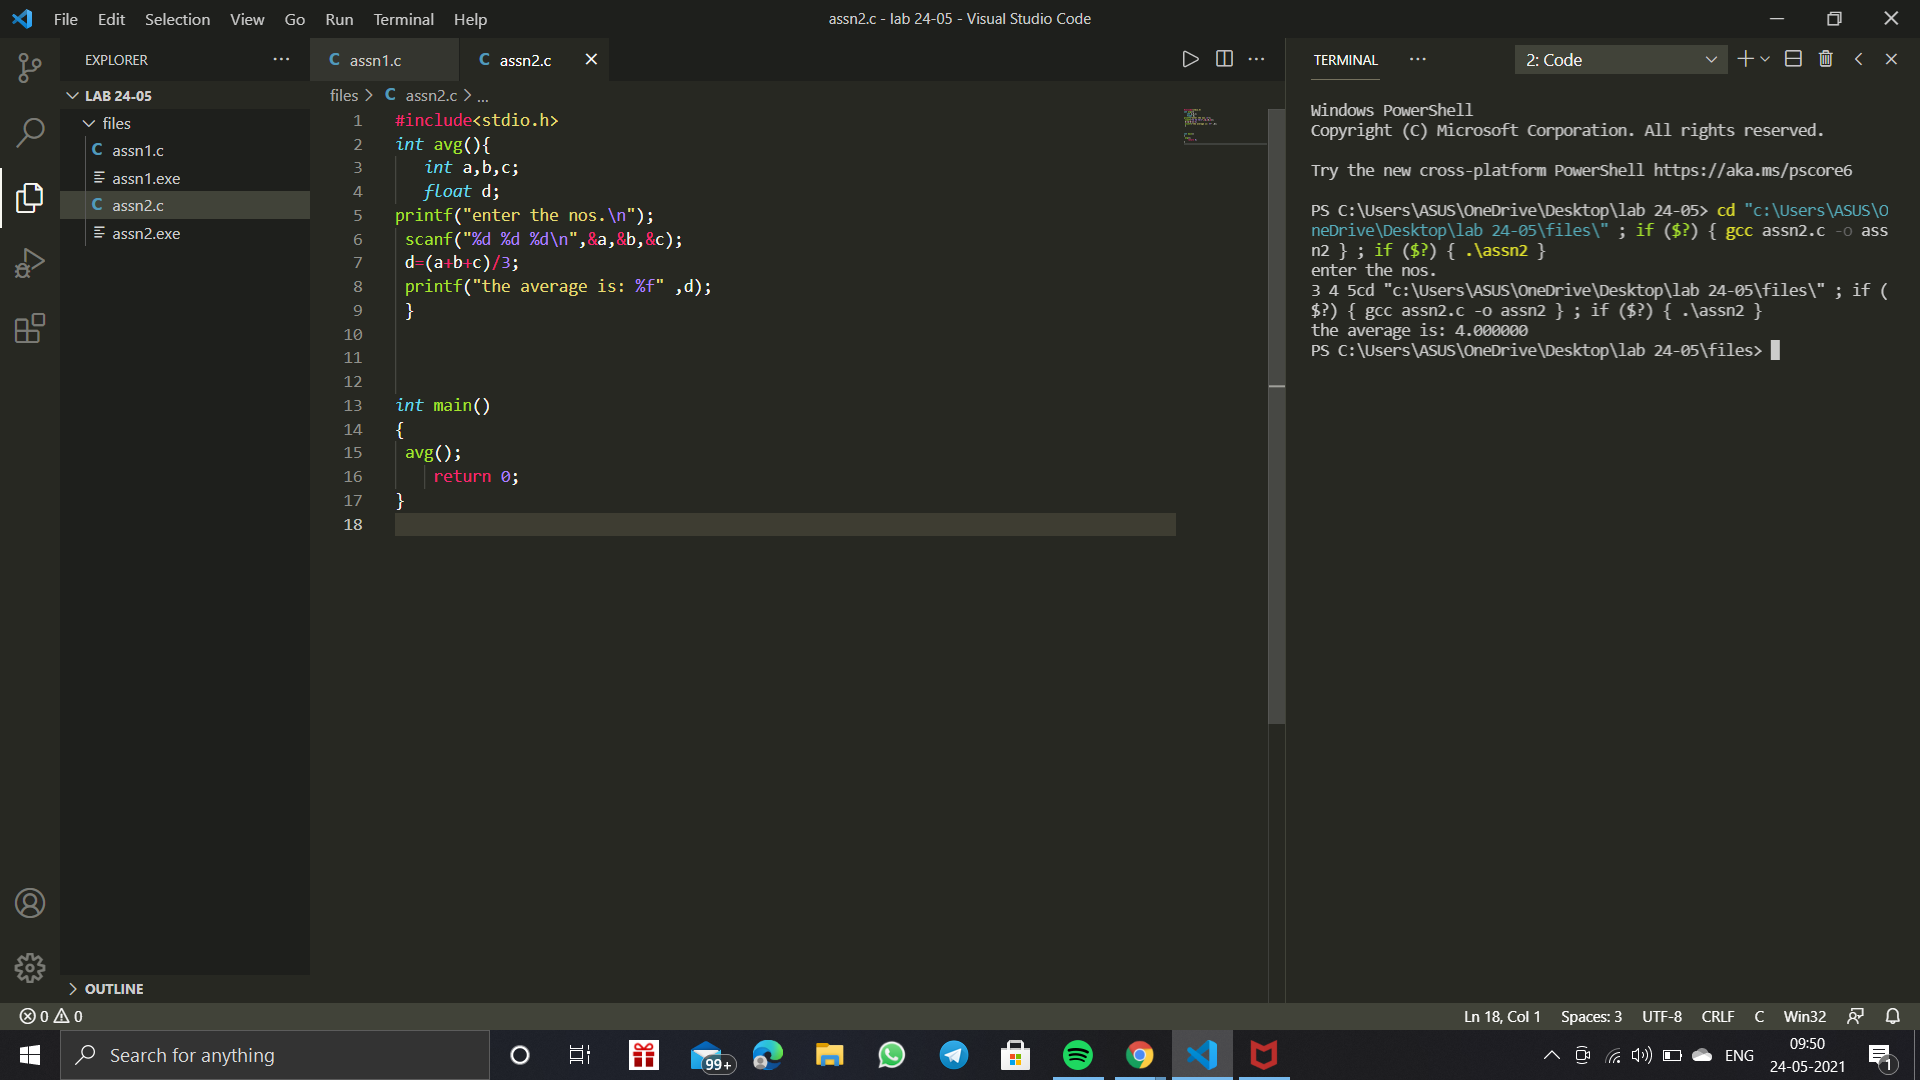 File Edit Selection View Go Run Terminal Help
assn2.c - lab 24-05 - Visual Studio Code
EXPLORER
LAB 24-05
files
assn1.c
assn1.exe
assn2.c
assn2.exe
OUTLINE
assn1.c
assn2.c
files > assn2.c > ...
1 #include<stdio.h>
2 int avg(){
3 int a,b,c;
4 float d;
5 printf("enter the nos.\n");
6 scanf("%d %d %d\n",&a,&b,&c);
7 d=(a+b+c)/3;
8 printf("the average is: %f" ,d);
9 }
10
11
12
13 int main()
14 {
15 avg();
16 return 0;
17 }
18
TERMINAL
2: Code
Windows PowerShell
Copyright (C) Microsoft Corporation. All rights reserved.
Try the new cross-platform PowerShell https://aka.ms/pscore6
PS C:\Users\ASUS\OneDrive\Desktop\lab 24-05> cd "c:\Users\ASUS\O
neDrive\Desktop\lab 24-05\files\" ; if ($?) { gcc assn2.c -o ass
n2 } ; if ($?) { .\assn2 }
enter the nos.
3 4 5cd "c:\Users\ASUS\OneDrive\Desktop\lab 24-05\files\" ; if (
$?) { gcc assn2.c -o assn2 } ; if ($?) { .\assn2 }
the average is: 4.000000
PS C:\Users\ASUS\OneDrive\Desktop\lab 24-05\files>
0 0
Ln 18, Col 1 Spaces: 3 UTF-8 CRLF C Win32
Search for anything
99+
ENG
09:50
24-05-2021
1